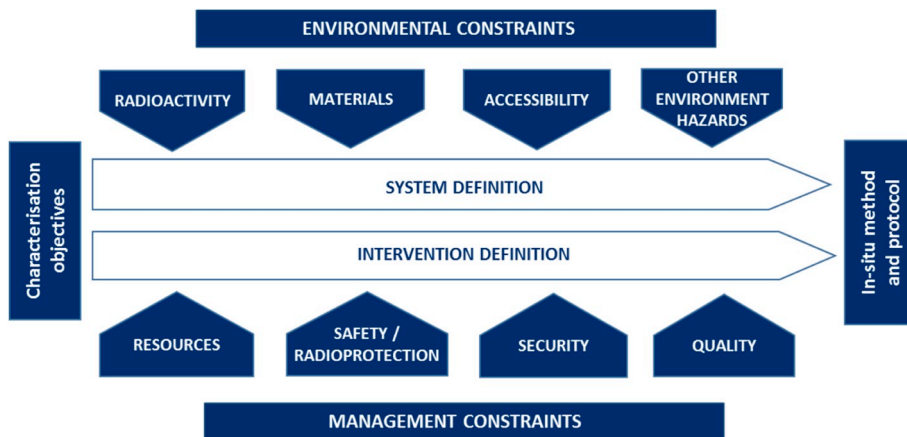 ENVIRONMENTAL CONSTRAINTS
RADIOACTIVITY
MATERIALS
ACCESSIBILITY
OTHER
ENVIRONMENT
HAZARDS
Characterisation
objectives
SYSTEM DEFINITION
INTERVENTION DEFINITION
In-situ method
and protocol
RESOURCES
SAFETY /
RADIOPROTECTION
SECURITY
QUALITY
MANAGEMENT CONSTRAINTS